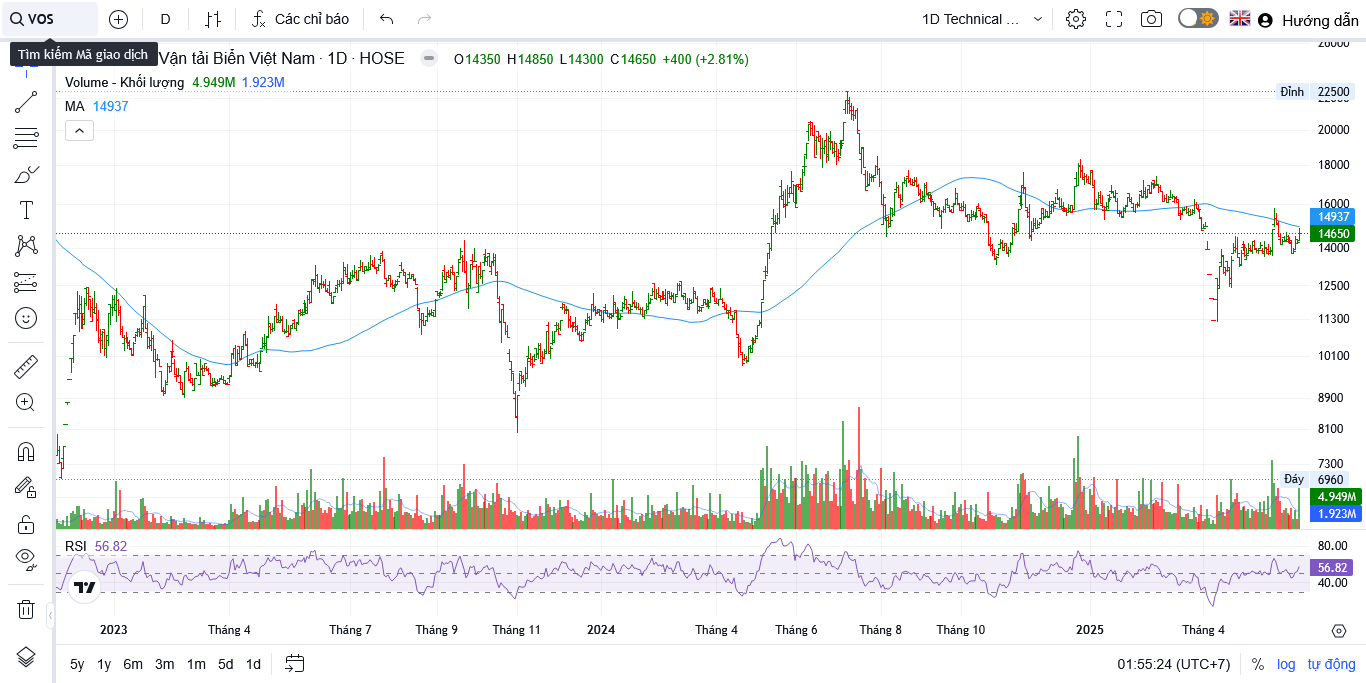 VOS
D
Các chỉ báo
1D Technical ...
Hướng dẫn
Tìm kiếm Mã giao dịch
Vận tải Biển Việt Nam · 1D · HOSE
O14350 H14850 L14300 C14650 +400 (+2.81%)
Volume - Khối lượng 4.949M 1.923M
MA 14937
Đỉnh 22500
20000
18000
16000
14937
14650
14000
12500
11300
10100
8900
8100
7300
Đáy 6960
4.949M
1.923M
RSI 56.82
80.00
56.82
40.00
2023 Tháng 4 Tháng 7 Tháng 9 Tháng 11 2024 Tháng 4 Tháng 6 Tháng 8 Tháng 10 2025 Tháng 4
5y 1y 6m 3m 1m 5d 1d
01:55:24 (UTC+7) % log tự động